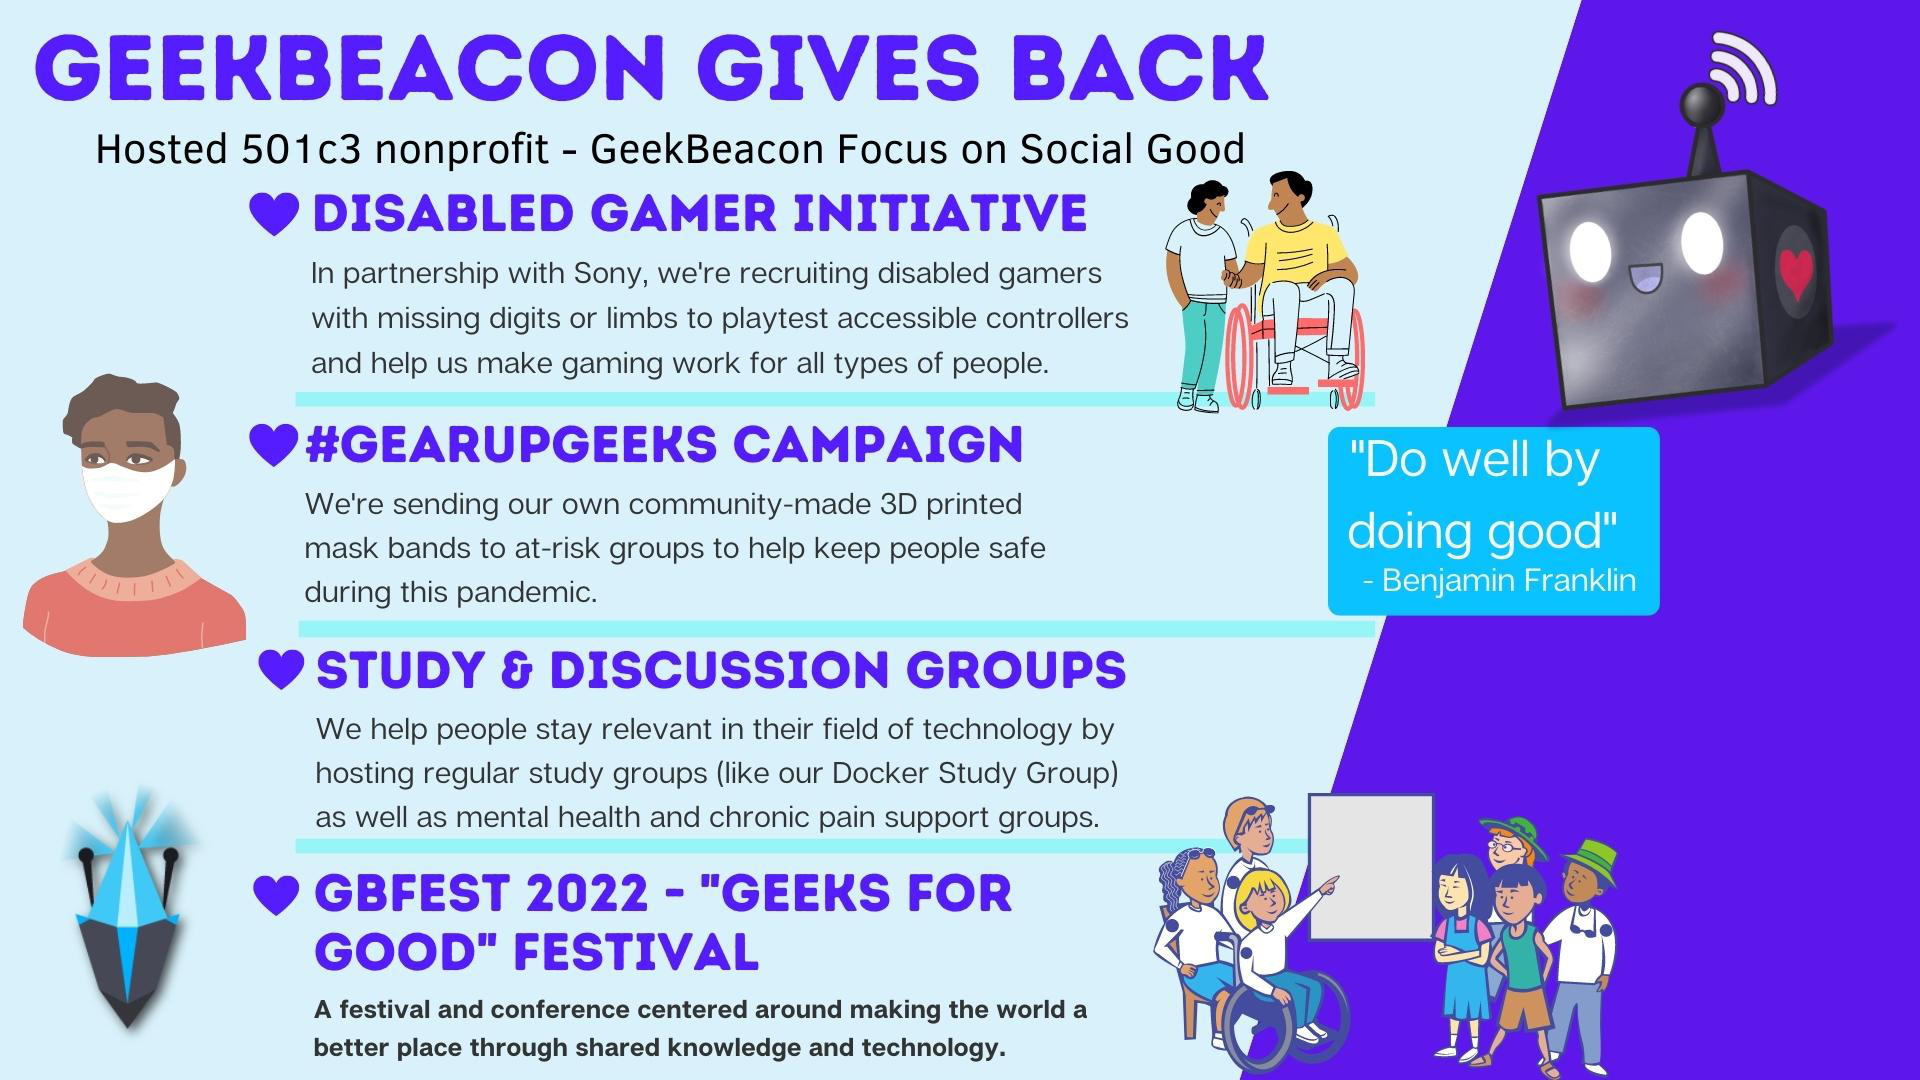 GEEKBEACON GIVES BACK
Hosted 501c3 nonprofit - GeekBeacon Focus on Social Good
DISABLED GAMER INITIATIVE
In partnership with Sony, we're recruiting disabled gamers
with missing digits or limbs to playtest accessible controllers
and help us make gaming work for all types of people.
#GEARUPGEEKS CAMPAIGN
We're sending our own community-made 3D printed
mask bands to at-risk groups to help keep people safe
during this pandemic.
"Do well by
doing good"
- Benjamin Franklin
STUDY & DISCUSSION GROUPS
We help people stay relevant in their field of technology by
hosting regular study groups (like our Docker Study Group)
as well as mental health and chronic pain support groups.
GBFEST 2022 - "GEEKS FOR
GOOD" FESTIVAL
A festival and conference centered around making the world a
better place through shared knowledge and technology.